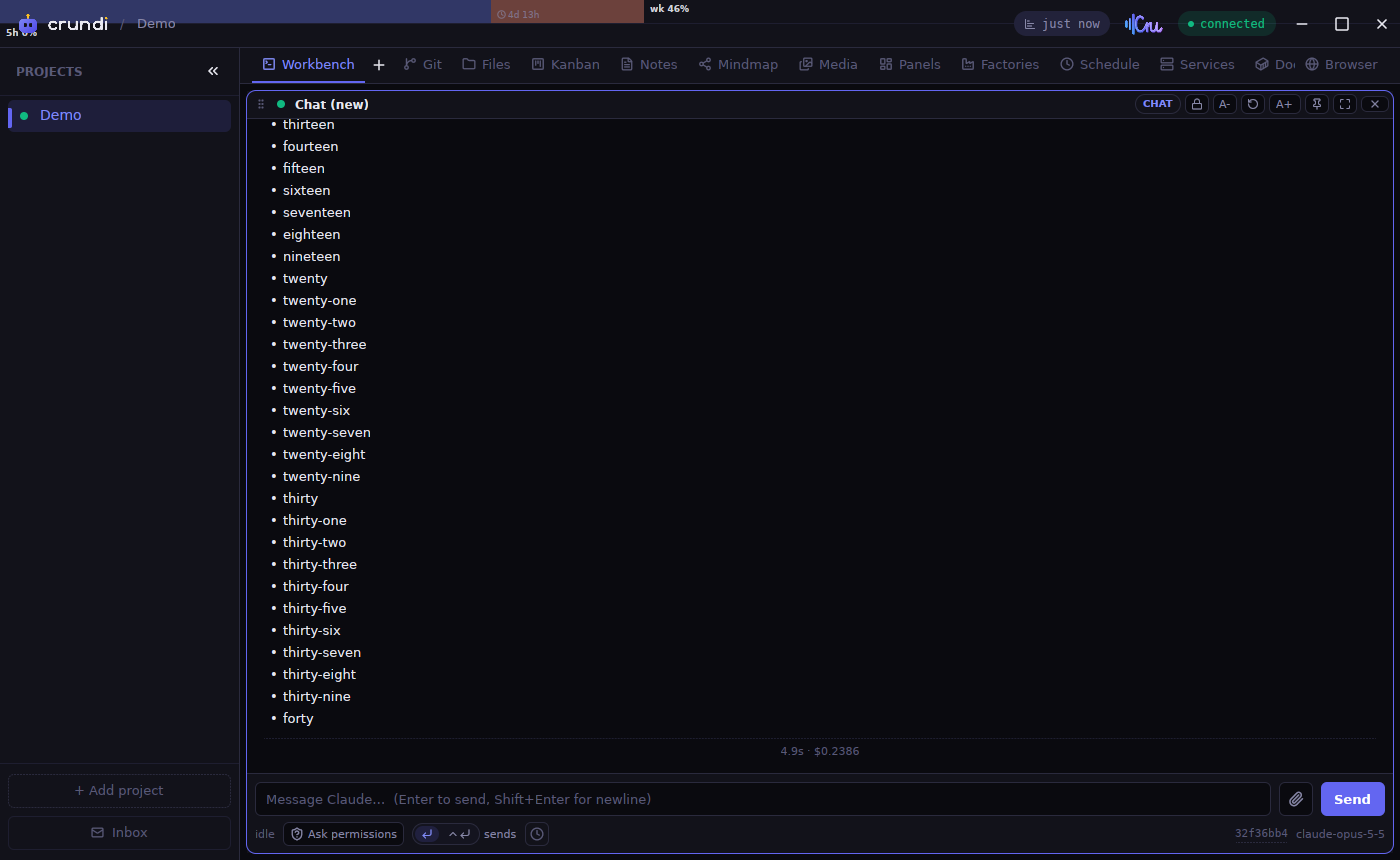 4d 13h
wk 46%
5h 6%
crundi / Demo
just now
Cru
connected
PROJECTS
Workbench
Git
Files
Kanban
Notes
Mindmap
Media
Panels
Factories
Schedule
Services
Browser
Demo
Chat (new)
CHAT
A-
A+
• thirteen
• fourteen
• fifteen
• sixteen
• seventeen
• eighteen
• nineteen
• twenty
• twenty-one
• twenty-two
• twenty-three
• twenty-four
• twenty-five
• twenty-six
• twenty-seven
• twenty-eight
• twenty-nine
• thirty
• thirty-one
• thirty-two
• thirty-three
• thirty-four
• thirty-five
• thirty-six
• thirty-seven
• thirty-eight
• thirty-nine
• forty
4.9s · $0.2386
+ Add project
Inbox
Message Claude... (Enter to send, Shift+Enter for newline)
Send
idle
Ask permissions
sends
32f36bb4
claude-opus-5-5